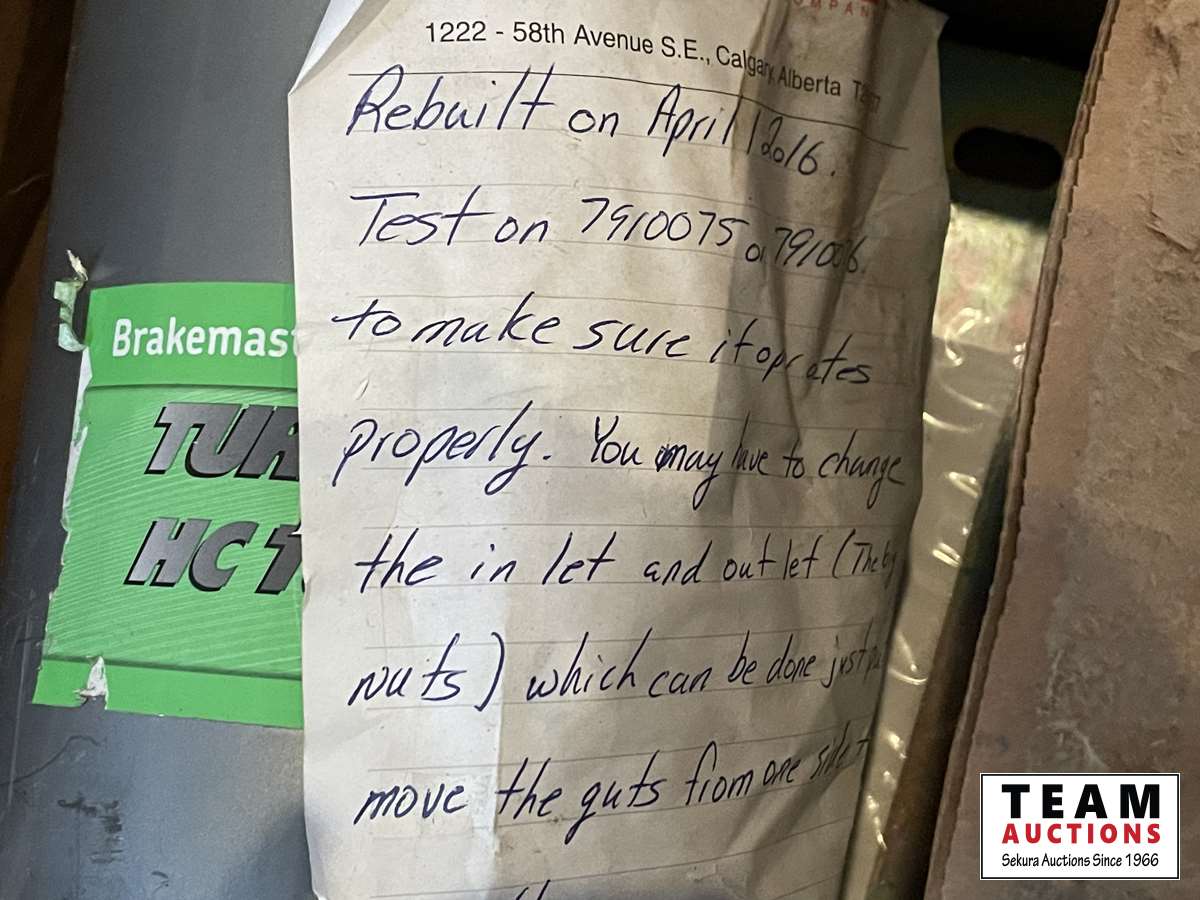 1222 - 58th Avenue S.E., Calgary, Alberta
Rebuilt on April / 2016.
Test on 7910075 or
to make sure it oprates
properly. You may have to change
the in let and out let (The
nuts) which can be done just
move the guts from one side
Brakemast
TUR
HC 1
TEAM
AUCTIONS
Sekura Auctions Since 1966